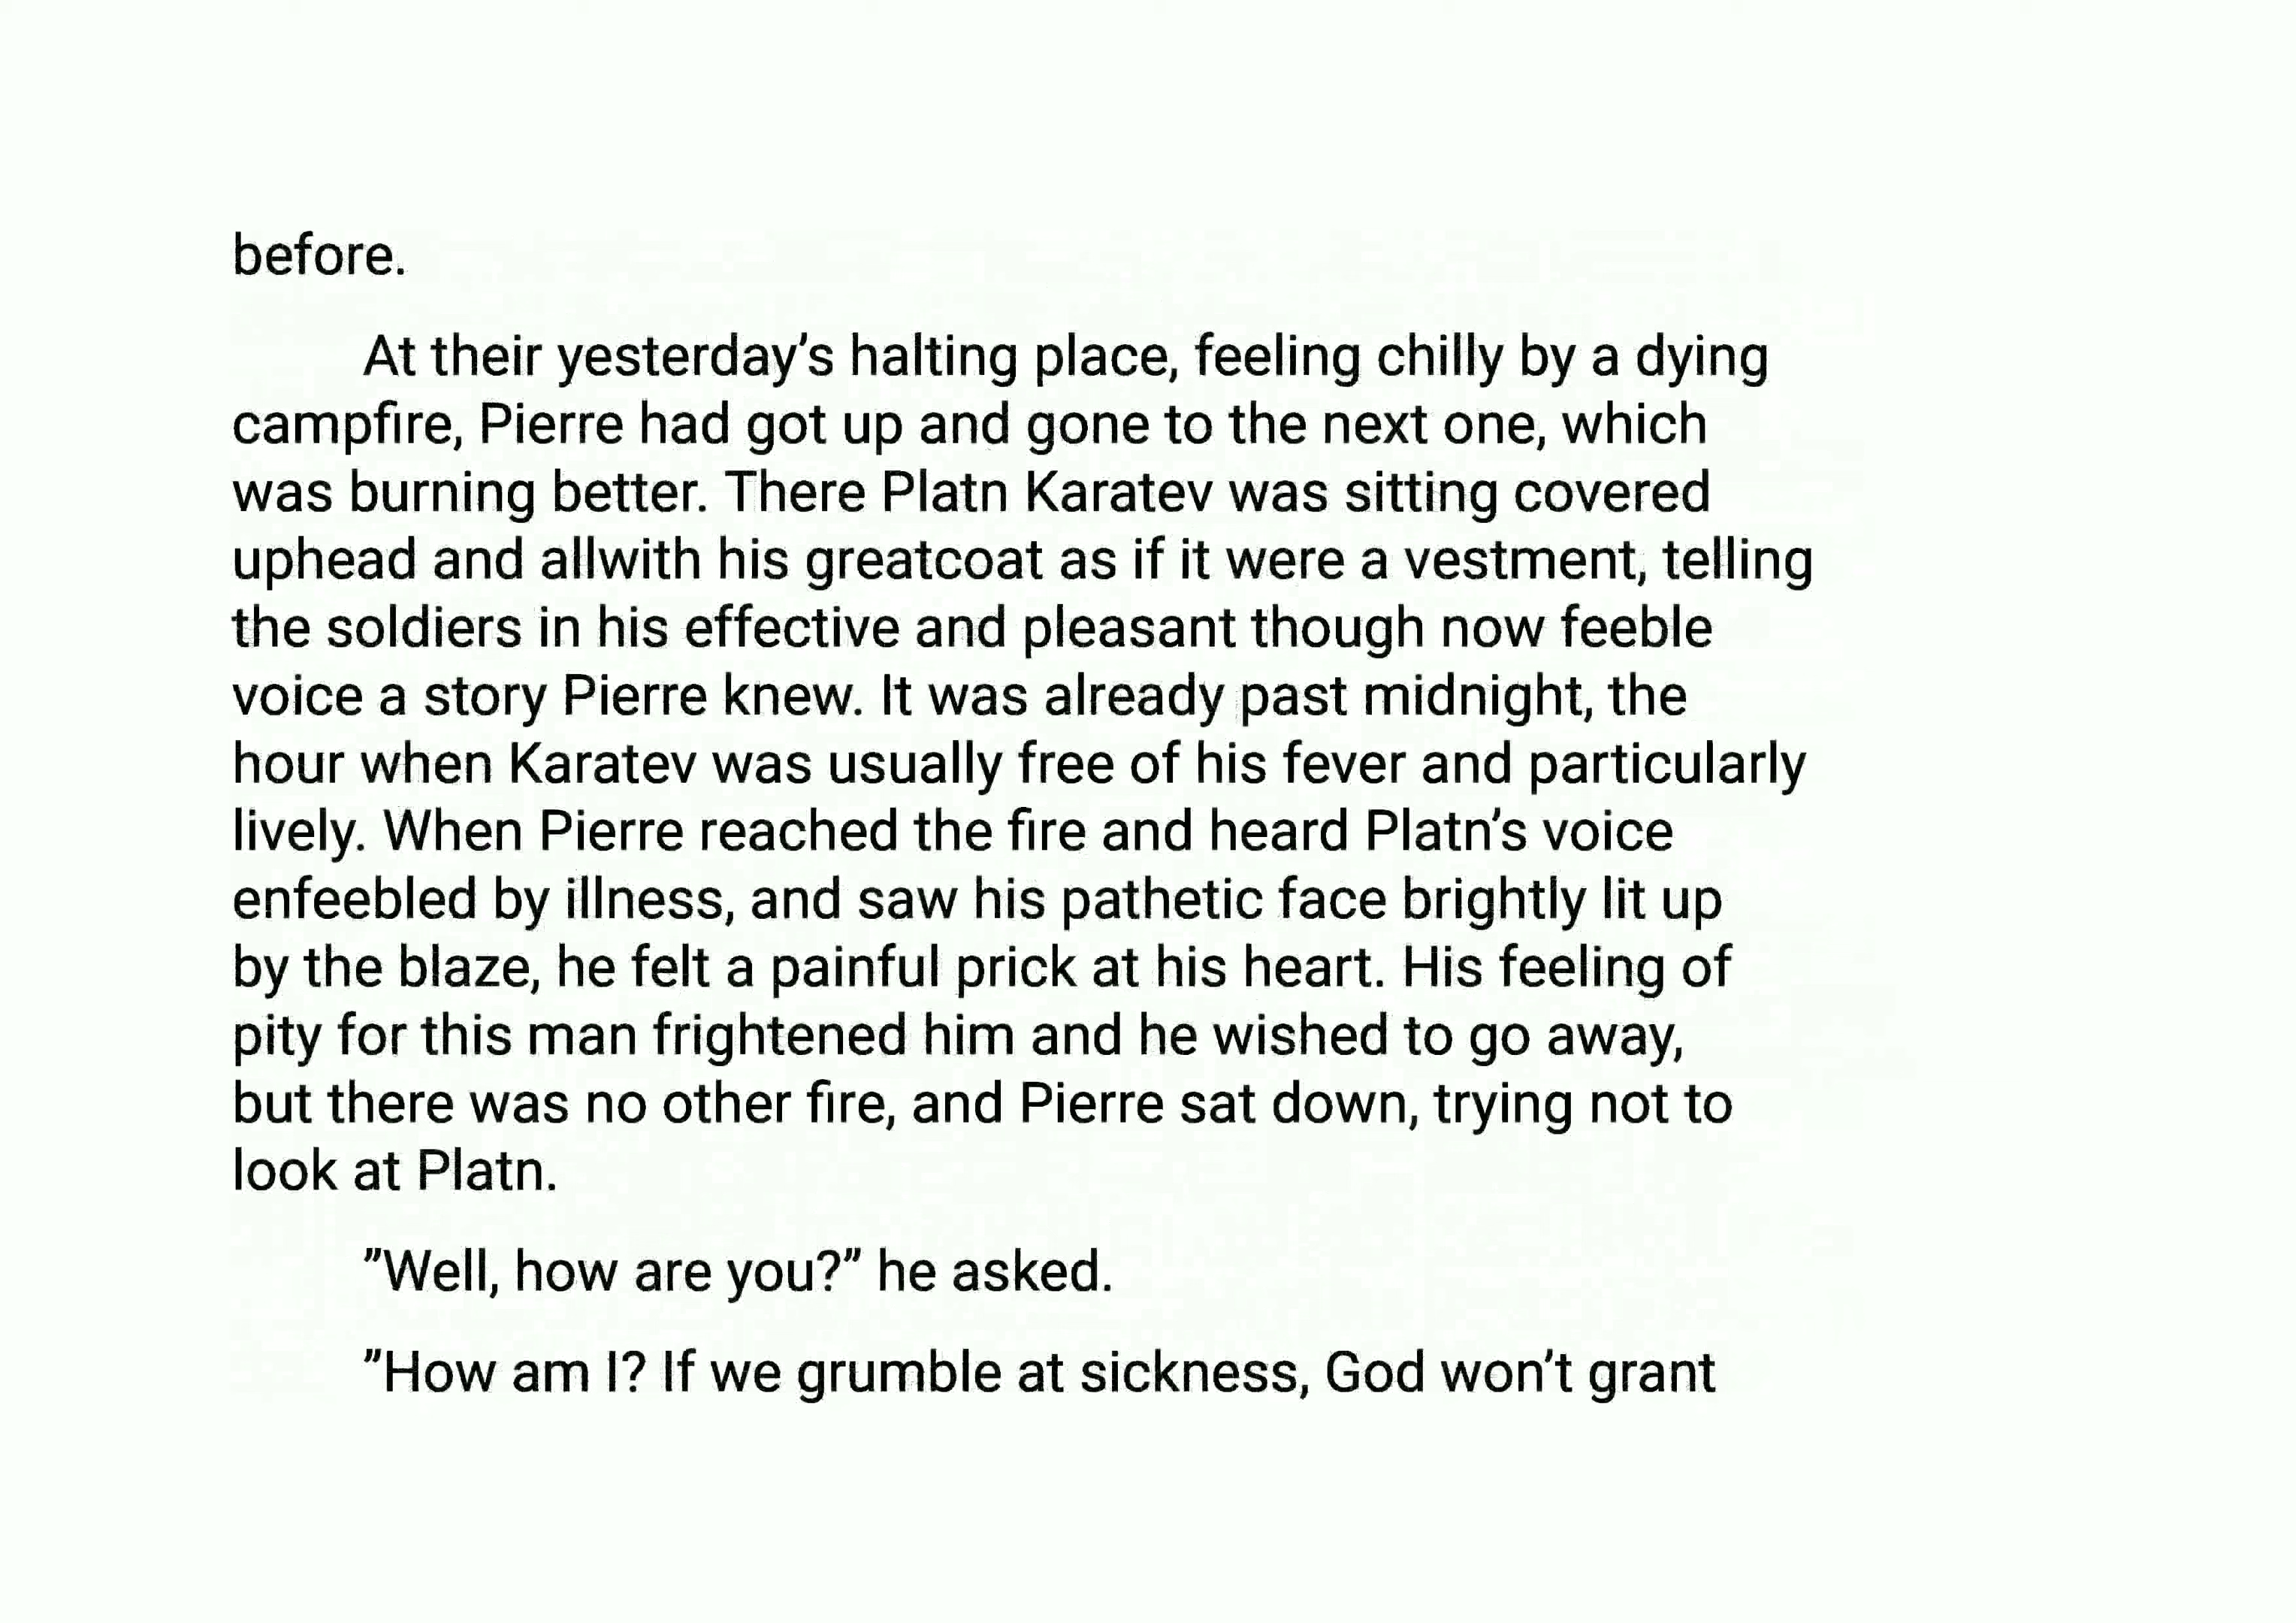 before.
At their yesterday's halting place, feeling chilly by a dying
campfire, Pierre had got up and gone to the next one, which
was burning better. There Platn Karatev was sitting covered
uphead and allwith his greatcoat as if it were a vestment, telling
the soldiers in his effective and pleasant though now feeble
voice a story Pierre knew. It was already past midnight, the
hour when Karatev was usually free of his fever and particularly
lively. When Pierre reached the fire and heard Platn's voice
enfeebled by illness, and saw his pathetic face brightly lit up
by the blaze, he felt a painful prick at his heart. His feeling of
pity for this man frightened him and he wished to go away,
but there was no other fire, and Pierre sat down, trying not to
look at Platn.
"Well, how are you?" he asked.
"How am I? If we grumble at sickness, God won't grant